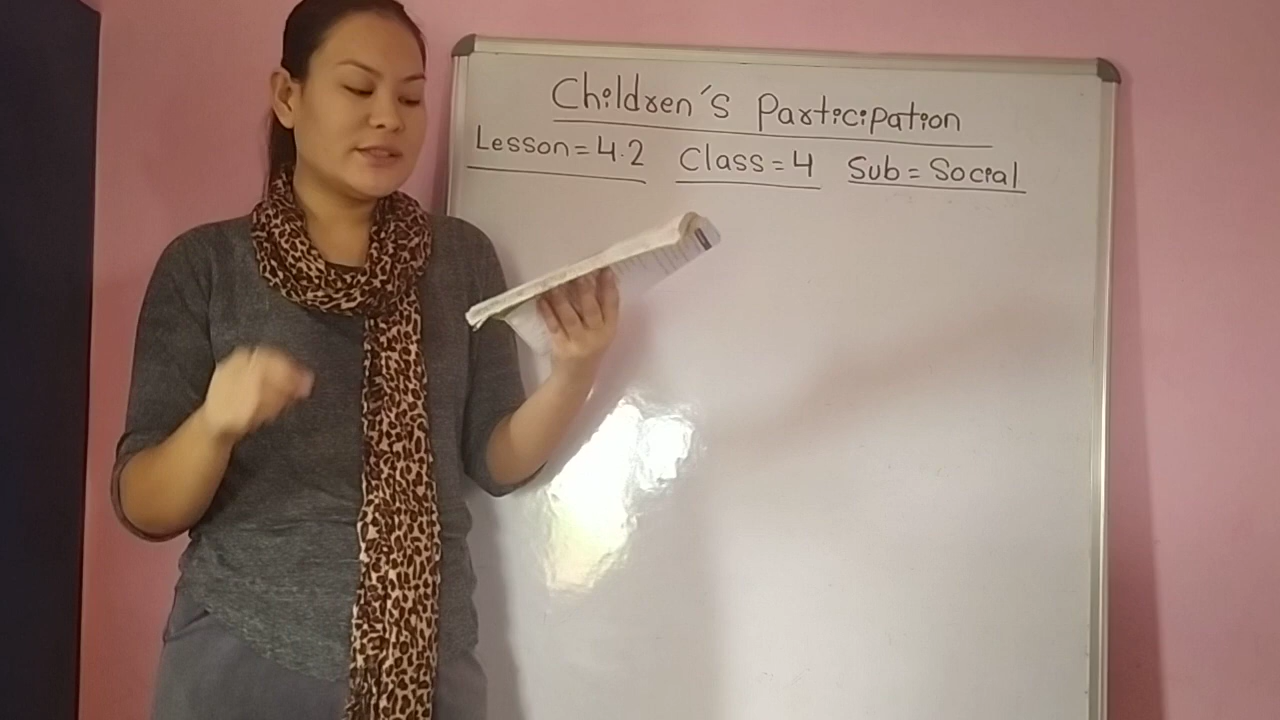 Children's Participation
Lesson = 4.2 Class = 4 Sub = Social